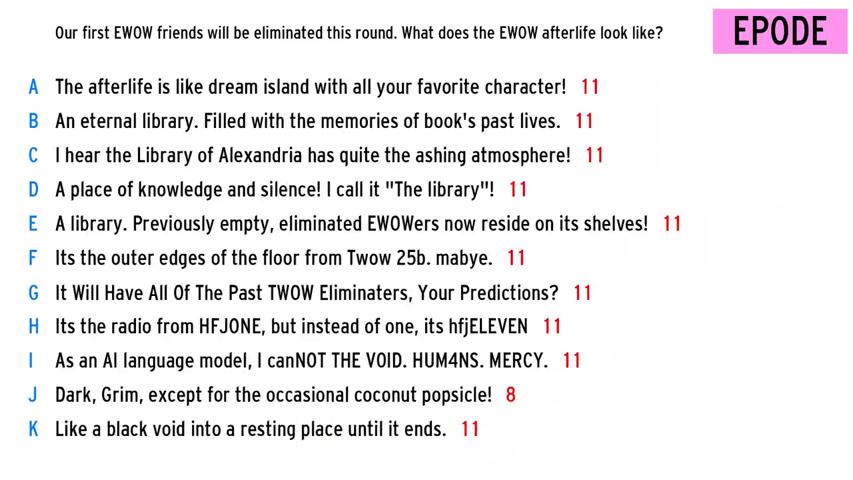 Our first EWOW friends will be eliminated this round. What does the EWOW afterlife look like?
EPODE
A The afterlife is like dream island with all your favorite character! 11
B An eternal library. Filled with the memories of book's past lives. 11
C I hear the Library of Alexandria has quite the ashing atmosphere! 11
D A place of knowledge and silence! I call it "The library"! 11
E A library. Previously empty, eliminated EWOWers now reside on its shelves! 11
F Its the outer edges of the floor from Twow 25b. mabye. 11
G It Will Have All Of The Past TWOW Eliminaters, Your Predictions? 11
H Its the radio from HFJONE, but instead of one, its hfjELEVEN 11
I As an AI language model, I canNOT THE VOID. HUM4NS. MERCY. 11
J Dark, Grim, except for the occasional coconut popsicle! 8
K Like a black void into a resting place until it ends. 11